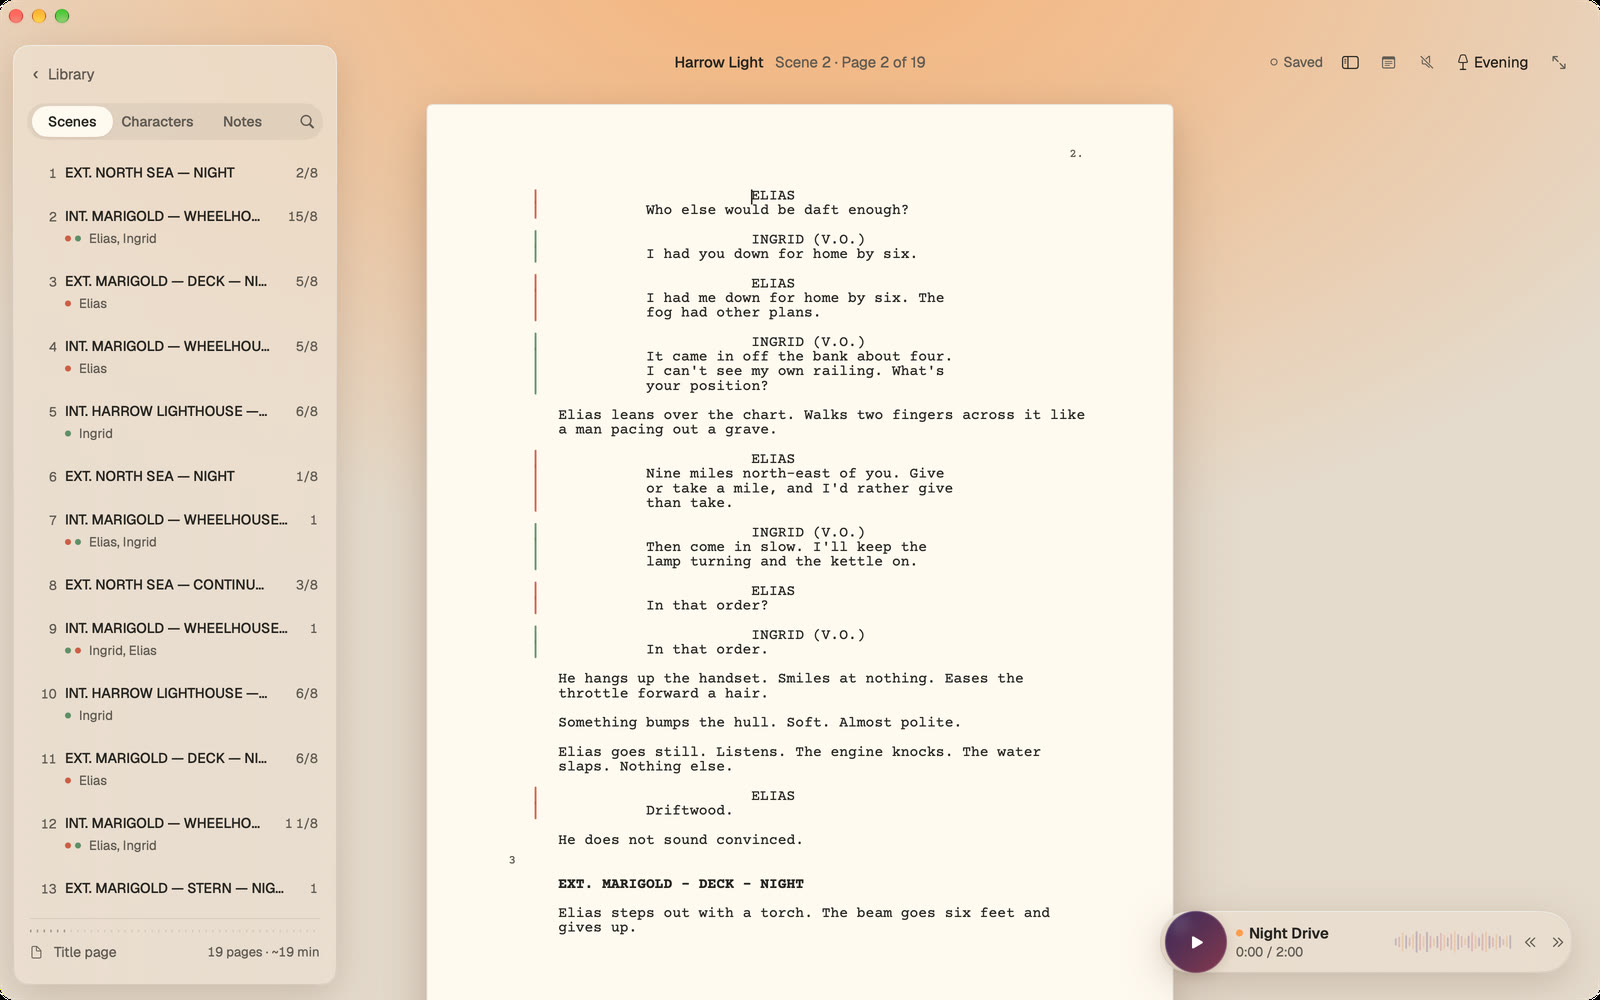 Harrow Light Scene 2 · Page 2 of 19
Saved
Evening
Library
Scenes Characters Notes
1 EXT. NORTH SEA — NIGHT 2/8
2 INT. MARIGOLD — WHEELHO... 15/8
Elias, Ingrid
3 EXT. MARIGOLD — DECK — NI... 5/8
Elias
4 INT. MARIGOLD — WHEELHOU... 5/8
Elias
5 INT. HARROW LIGHTHOUSE —... 6/8
Ingrid
6 EXT. NORTH SEA — NIGHT 1/8
7 INT. MARIGOLD — WHEELHOUSE... 1
Elias, Ingrid
8 EXT. NORTH SEA — CONTINU... 3/8
9 INT. MARIGOLD — WHEELHOUSE... 1
Ingrid, Elias
10 INT. HARROW LIGHTHOUSE —... 6/8
Ingrid
11 EXT. MARIGOLD — DECK — NI... 6/8
Elias
12 INT. MARIGOLD — WHEELHO... 1 1/8
Elias, Ingrid
13 EXT. MARIGOLD — STERN — NIG... 1
Title page 19 pages · ~19 min
2.
ELIAS
Who else would be daft enough?
INGRID (V.O.)
I had you down for home by six.
ELIAS
I had me down for home by six. The
fog had other plans.
INGRID (V.O.)
It came in off the bank about four.
I can't see my own railing. What's
your position?
Elias leans over the chart. Walks two fingers across it like
a man pacing out a grave.
ELIAS
Nine miles north-east of you. Give
or take a mile, and I'd rather give
than take.
INGRID (V.O.)
Then come in slow. I'll keep the
lamp turning and the kettle on.
ELIAS
In that order?
INGRID (V.O.)
In that order.
He hangs up the handset. Smiles at nothing. Eases the
throttle forward a hair.
Something bumps the hull. Soft. Almost polite.
Elias goes still. Listens. The engine knocks. The water
slaps. Nothing else.
ELIAS
Driftwood.
He does not sound convinced.
3
EXT. MARIGOLD - DECK - NIGHT
Elias steps out with a torch. The beam goes six feet and
gives up.
Night Drive
0:00 / 2:00